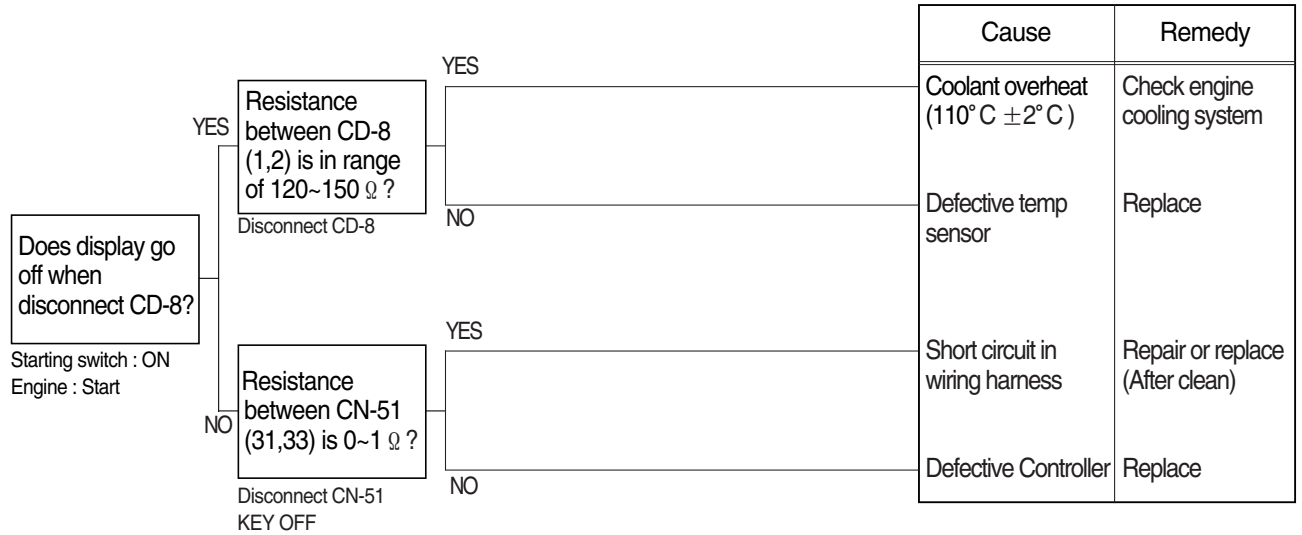 Does display go
off when
disconnect CD-8?
Starting switch : ON
Engine : Start
YES
Resistance
between CD-8
(1,2) is in range
of 120~150 Ω ?
Disconnect CD-8
NO
Resistance
between CN-51
(31,33) is 0~1 Ω ?
Disconnect CN-51
KEY OFF
YES
NO
YES
NO
Cause
Remedy
Coolant overheat
(110°C ±2°C )
Check engine
cooling system
Defective temp
sensor
Replace
Short circuit in
wiring harness
Repair or replace
(After clean)
Defective Controller
Replace